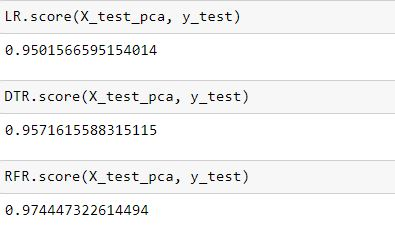 LR.score(X_test_pca, y_test)
0.9501566595154014
DTR.score(X_test_pca, y_test)
0.9571615588315115
RFR.score(X_test_pca, y_test)
0.974447322614494